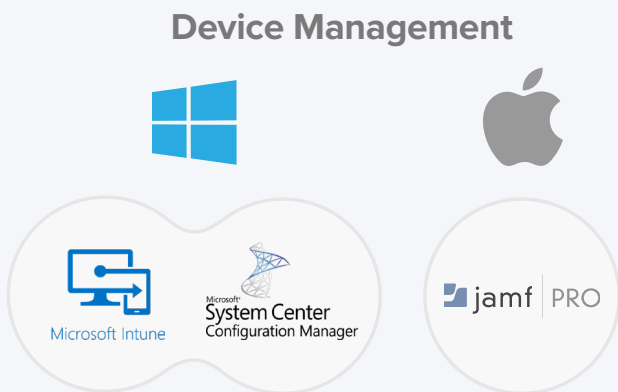 Device Management
Microsoft Intune
Microsoft®
System Center
Configuration Manager
jamf PRO